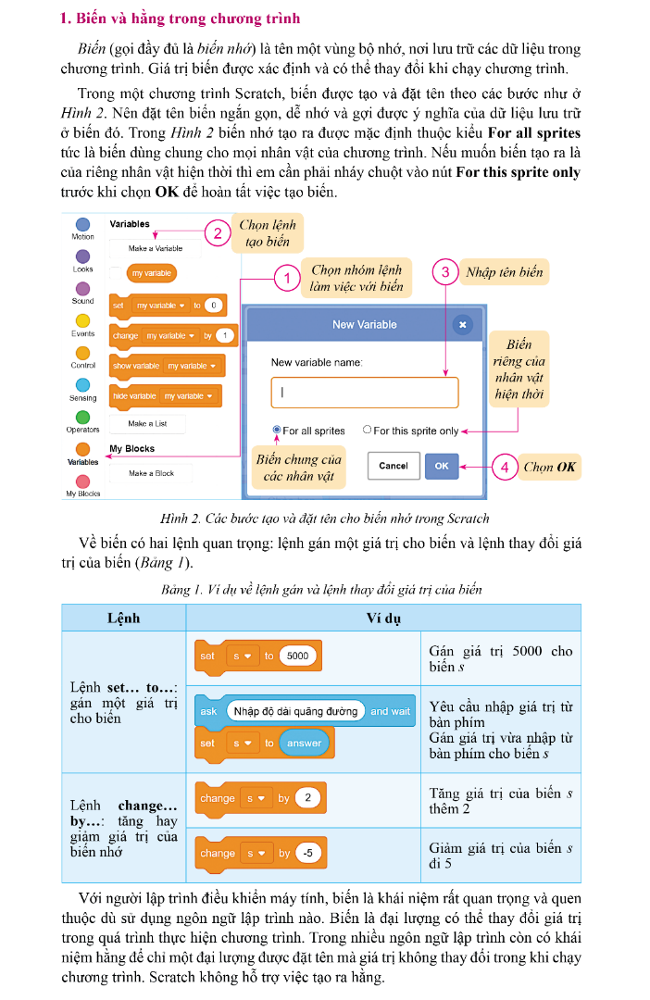 1. Biến và hằng trong chương trình
Biến (gọi đầy đủ là biến nhớ) là tên một vùng bộ nhớ, nơi lưu trữ các dữ liệu trong
chương trình. Giá trị biến được xác định và có thể thay đổi khi chạy chương trình.
Trong một chương trình Scratch, biến được tạo và đặt tên theo các bước như ở
Hình 2. Nên đặt tên biến ngắn gọn, dễ nhớ và gợi được ý nghĩa của dữ liệu lưu trữ
ở biến đó. Trong Hình 2 biến nhớ tạo ra được mặc định thuộc kiểu For all sprites
tức là biến dùng chung cho mọi nhân vật của chương trình. Nếu muốn biến tạo ra là
của riêng nhân vật hiện thời thì em cần phải nháy chuột vào nút For this sprite only
trước khi chọn OK để hoàn tất việc tạo biến.
Motion
Looks
Sound
Events
Control
Sensing
Operators
Variables
My Blocks
Variables
Make a Variable
my variable
set my variable to 0
change my variable by 1
show variable my variable
hide variable my variable
Make a List
My Blocks
Make a Block
2
Chọn lệnh
tạo biến
1
Chọn nhóm lệnh
làm việc với biến
3
Nhập tên biến
New Variable
New variable name:
For all sprites
For this sprite only
Cancel
OK
Biến
riêng của
nhân vật
hiện thời
Biến chung của
các nhân vật
4
Chọn OK
Hình 2. Các bước tạo và đặt tên cho biến nhớ trong Scratch
Về biến có hai lệnh quan trọng: lệnh gán một giá trị cho biến và lệnh thay đổi giá
trị của biến (Bảng 1).
Bảng 1. Ví dụ về lệnh gán và lệnh thay đổi giá trị của biến
Lệnh
Ví dụ
Lệnh set… to…:
gán một giá trị
cho biến
set s to 5000
Gán giá trị 5000 cho
biến s
ask Nhập độ dài quãng đường and wait
set s to answer
Yêu cầu nhập giá trị từ
bàn phím
Gán giá trị vừa nhập từ
bàn phím cho biến s
Lệnh change…
by…: tăng hay
giảm giá trị của
biến nhớ
change s by 2
Tăng giá trị của biến s
thêm 2
change s by -5
Giảm giá trị của biến s
đi 5
Với người lập trình điều khiển máy tính, biến là khái niệm rất quan trọng và quen
thuộc dù sử dụng ngôn ngữ lập trình nào. Biến là đại lượng có thể thay đổi giá trị
trong quá trình thực hiện chương trình. Trong nhiều ngôn ngữ lập trình còn có khái
niệm hằng để chỉ một đại lượng được đặt tên mà giá trị không thay đổi trong khi chạy
chương trình. Scratch không hỗ trợ việc tạo ra hằng.